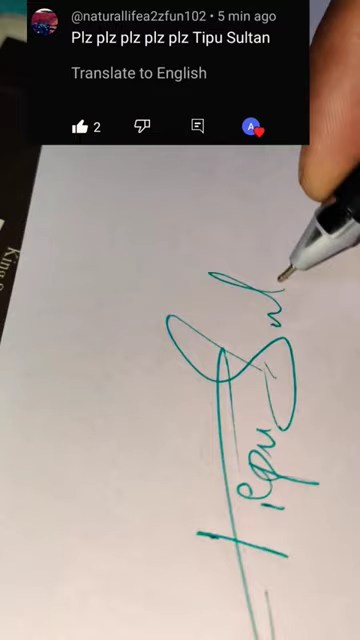 @naturallifea2zfun102 • 5 min ago
Plz plz plz plz plz Tipu Sultan
Translate to English
2
A
Tipu Sul